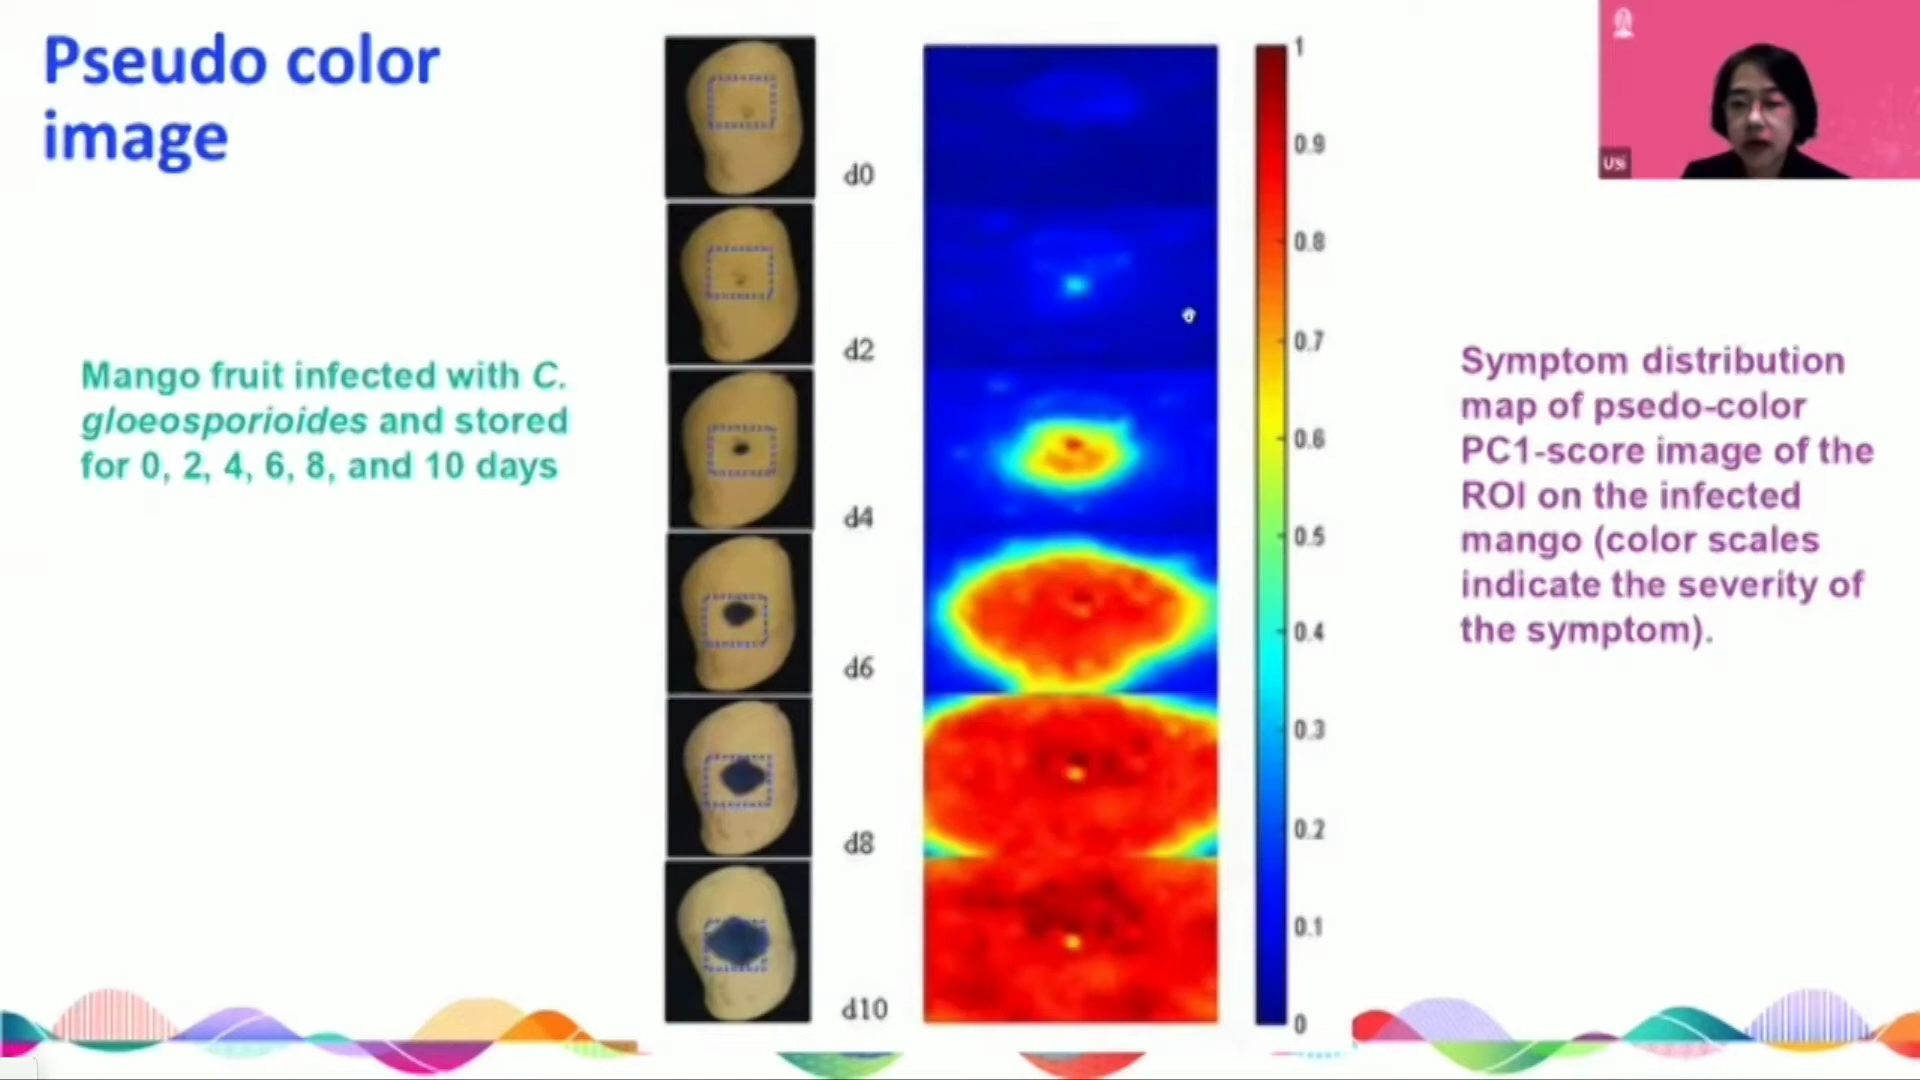 Pseudo color
image
Mango fruit infected with C.
gloeosporioides and stored
for 0, 2, 4, 6, 8, and 10 days
d0
d2
d4
d6
d8
d10
1
0.9
0.8
0.7
0.6
0.5
0.4
0.3
0.2
0.1
0
Symptom distribution
map of psedo-color
PC1-score image of the
ROI on the infected
mango (color scales
indicate the severity of
the symptom).